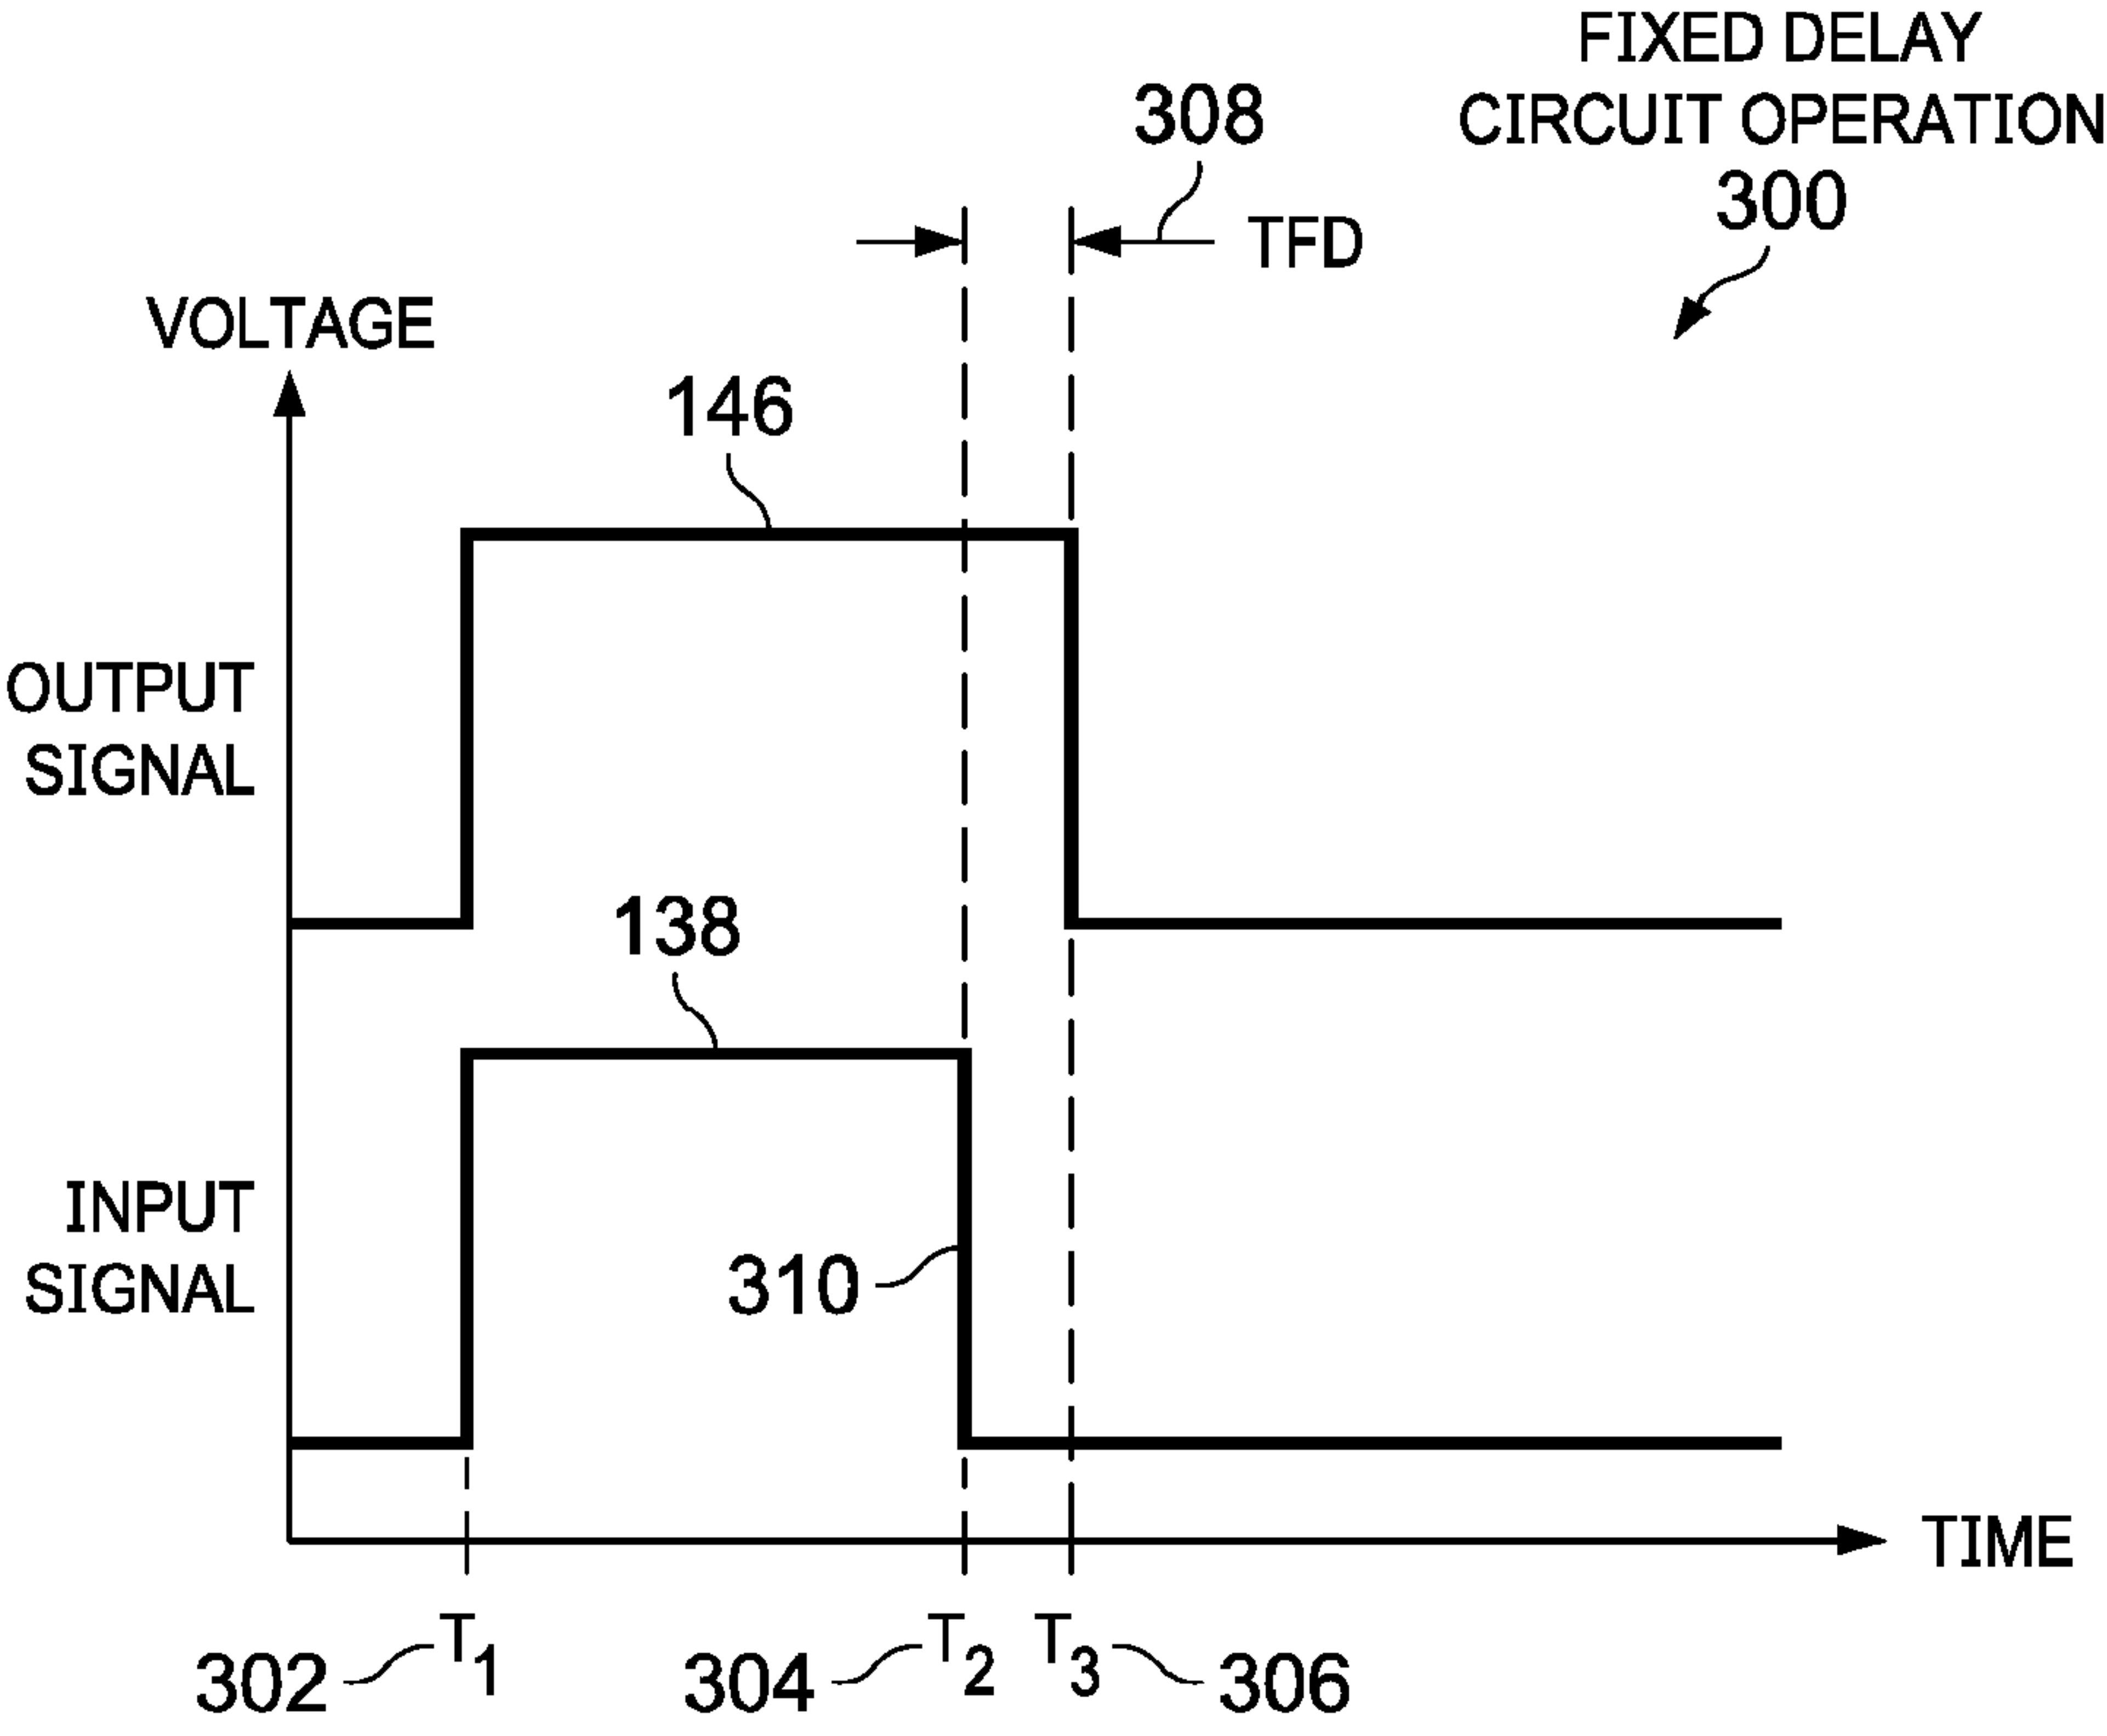 FIXED DELAY
CIRCUIT OPERATION
300
308
TFD
VOLTAGE
146
OUTPUT
SIGNAL
138
INPUT
SIGNAL
310
TIME
302 T1 304 T2 T3 306